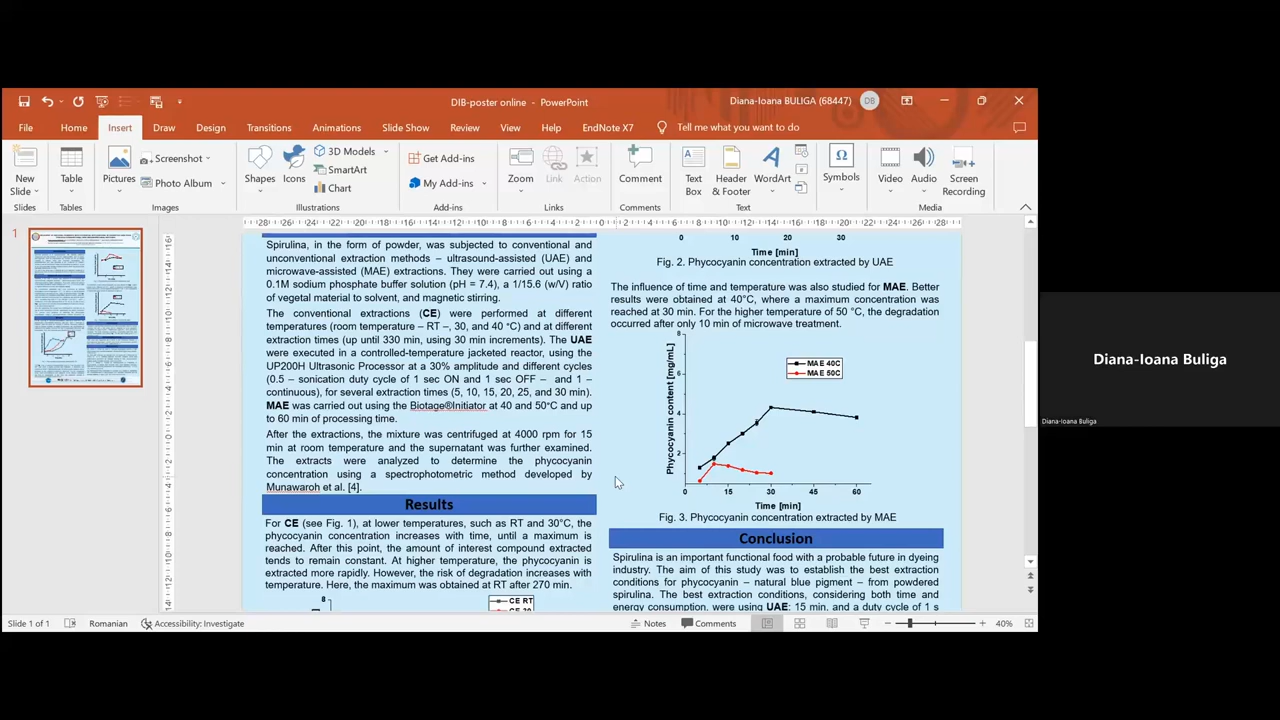 DIB-poster online - PowerPoint
Diana-Ioana BULIGA (68447)
DB
File Home Insert Draw Design Transitions Animations Slide Show Review View Help EndNote X7 Tell me what you want to do
New Slide
Table
Pictures
Screenshot
Photo Album
Shapes
Icons
3D Models
SmartArt
Chart
Get Add-ins
My Add-ins
Zoom
Link
Action
Comment
Text Box
Header & Footer
WordArt
Symbols
Video
Audio
Screen Recording
Slides Tables Images Illustrations Add-ins Links Comments Text Media
1
Spirulina, in the form of powder, was subjected to conventional and
unconventional extraction methods – ultrasound-assisted (UAE) and
microwave-assisted (MAE) extractions. They were carried out using a
0.1M sodium phosphate buffer solution (pH = 7.4), a 1/15.6 (w/V) ratio
of vegetal material to solvent, and magnetic stirring.
The conventional extractions (CE) were performed at different
temperatures (room temperature – RT –, 30, and 40 °C) and at different
extraction times (up until 330 min, using 30 min increments). The UAE
were executed in a controlled-temperature jacketed reactor, using the
UP200H Ultrasonic Processor at a 30% amplitude and different cycles
(0.5 – sonication duty cycle of 1 sec ON and 1 sec OFF – and 1 –
continuous), for several extraction times (5, 10, 15, 20, 25, and 30 min).
MAE was carried out using the Biotage®Initiator at 40 and 50°C and up
to 60 min of processing time.
After the extractions, the mixture was centrifuged at 4000 rpm for 15
min at room temperature and the supernatant was further examined.
The extracts were analyzed to determine the phycocyanin
concentration using a spectrophotometric method developed by
Munawaroh et al. [4].
Results
For CE (see Fig. 1), at lower temperatures, such as RT and 30°C, the
phycocyanin concentration increases with time, until a maximum is
reached. After this point, the amount of interest compound extracted
tends to remain constant. At higher temperature, the phycocyanin is
extracted more rapidly. However, the risk of degradation increases with
temperature. Here, the maximum was obtained at RT after 270 min.
8
CE RT
CE 30
0 10 20 30
Time [min]
Fig. 2. Phycocyanin concentration extracted by UAE
The influence of time and temperature was also studied for MAE. Better
results were obtained at 40°C, where a maximum concentration was
reached at 30 min. For the higher temperature of 50 °C, the degradation
occurred after only 10 min of microwave treatment.
8
6
4
2
Phycocyanin content [mg/mL]
MAE 40C
MAE 50C
0 15 30 45 60
Time [min]
Fig. 3. Phycocyanin concentration extracted by MAE
Conclusion
Spirulina is an important functional food with a probable future in dyeing
industry. The aim of this study was to establish the best extraction
conditions for phycocyanin – natural blue pigment – from powdered
spirulina. The best extraction conditions, considering both time and
energy consumption, were using UAE: 15 min, and a duty cycle of 1 s
Slide 1 of 1 Romanian Accessibility: Investigate Notes Comments 40%
Diana-Ioana Buliga
Diana-Ioana Buliga